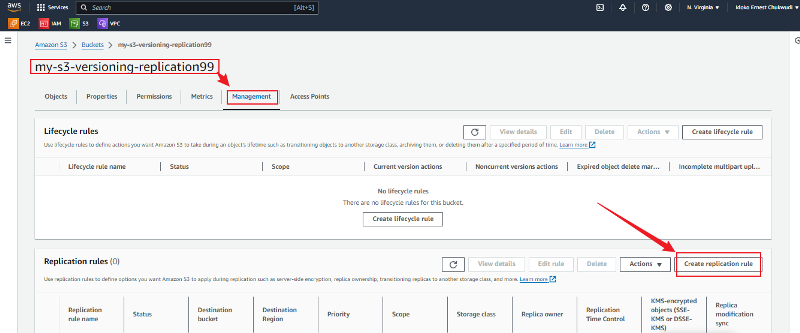 aws Services Search [Alt+S] N. Virginia Idoko Ernest Chukwudi
EC2 IAM S3 VPC
Amazon S3 > Buckets > my-s3-versioning-replication99
my-s3-versioning-replication99
Objects Properties Permissions Metrics Management Access Points
Lifecycle rules View details Edit Delete Actions Create lifecycle rule
Use lifecycle rules to define actions you want Amazon S3 to take during an object's lifetime such as transitioning objects to another storage class, archiving them, or deleting them after a specified period of time. Learn more
Lifecycle rule name Status Scope Current version actions Noncurrent versions actions Expired object delete mar... Incomplete multipart upl...
No lifecycle rules
There are no lifecycle rules for this bucket.
Create lifecycle rule
Replication rules (0) View details Edit rule Delete Actions Create replication rule
Use replication rules to define options you want Amazon S3 to apply during replication such as server-side encryption, replica ownership, transitioning replicas to another storage class, and more. Learn more
Replication rule name Status Destination bucket Destination Region Priority Scope Storage class Replica owner Replication Time Control KMS-encrypted objects (SSE-KMS or DSSE-KMS) Replica modification sync